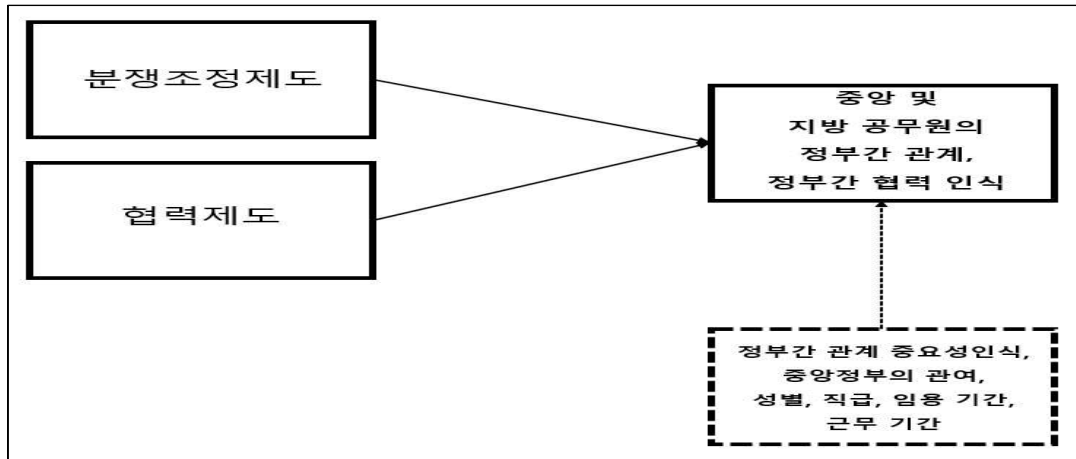 분쟁조정제도
협력제도
중앙 및
지방 공무원의
정부간 관계,
정부간 협력 인식
정부간 관계 중요성인식,
중앙정부의 관여,
성별, 직급, 임용 기간,
근무 기간